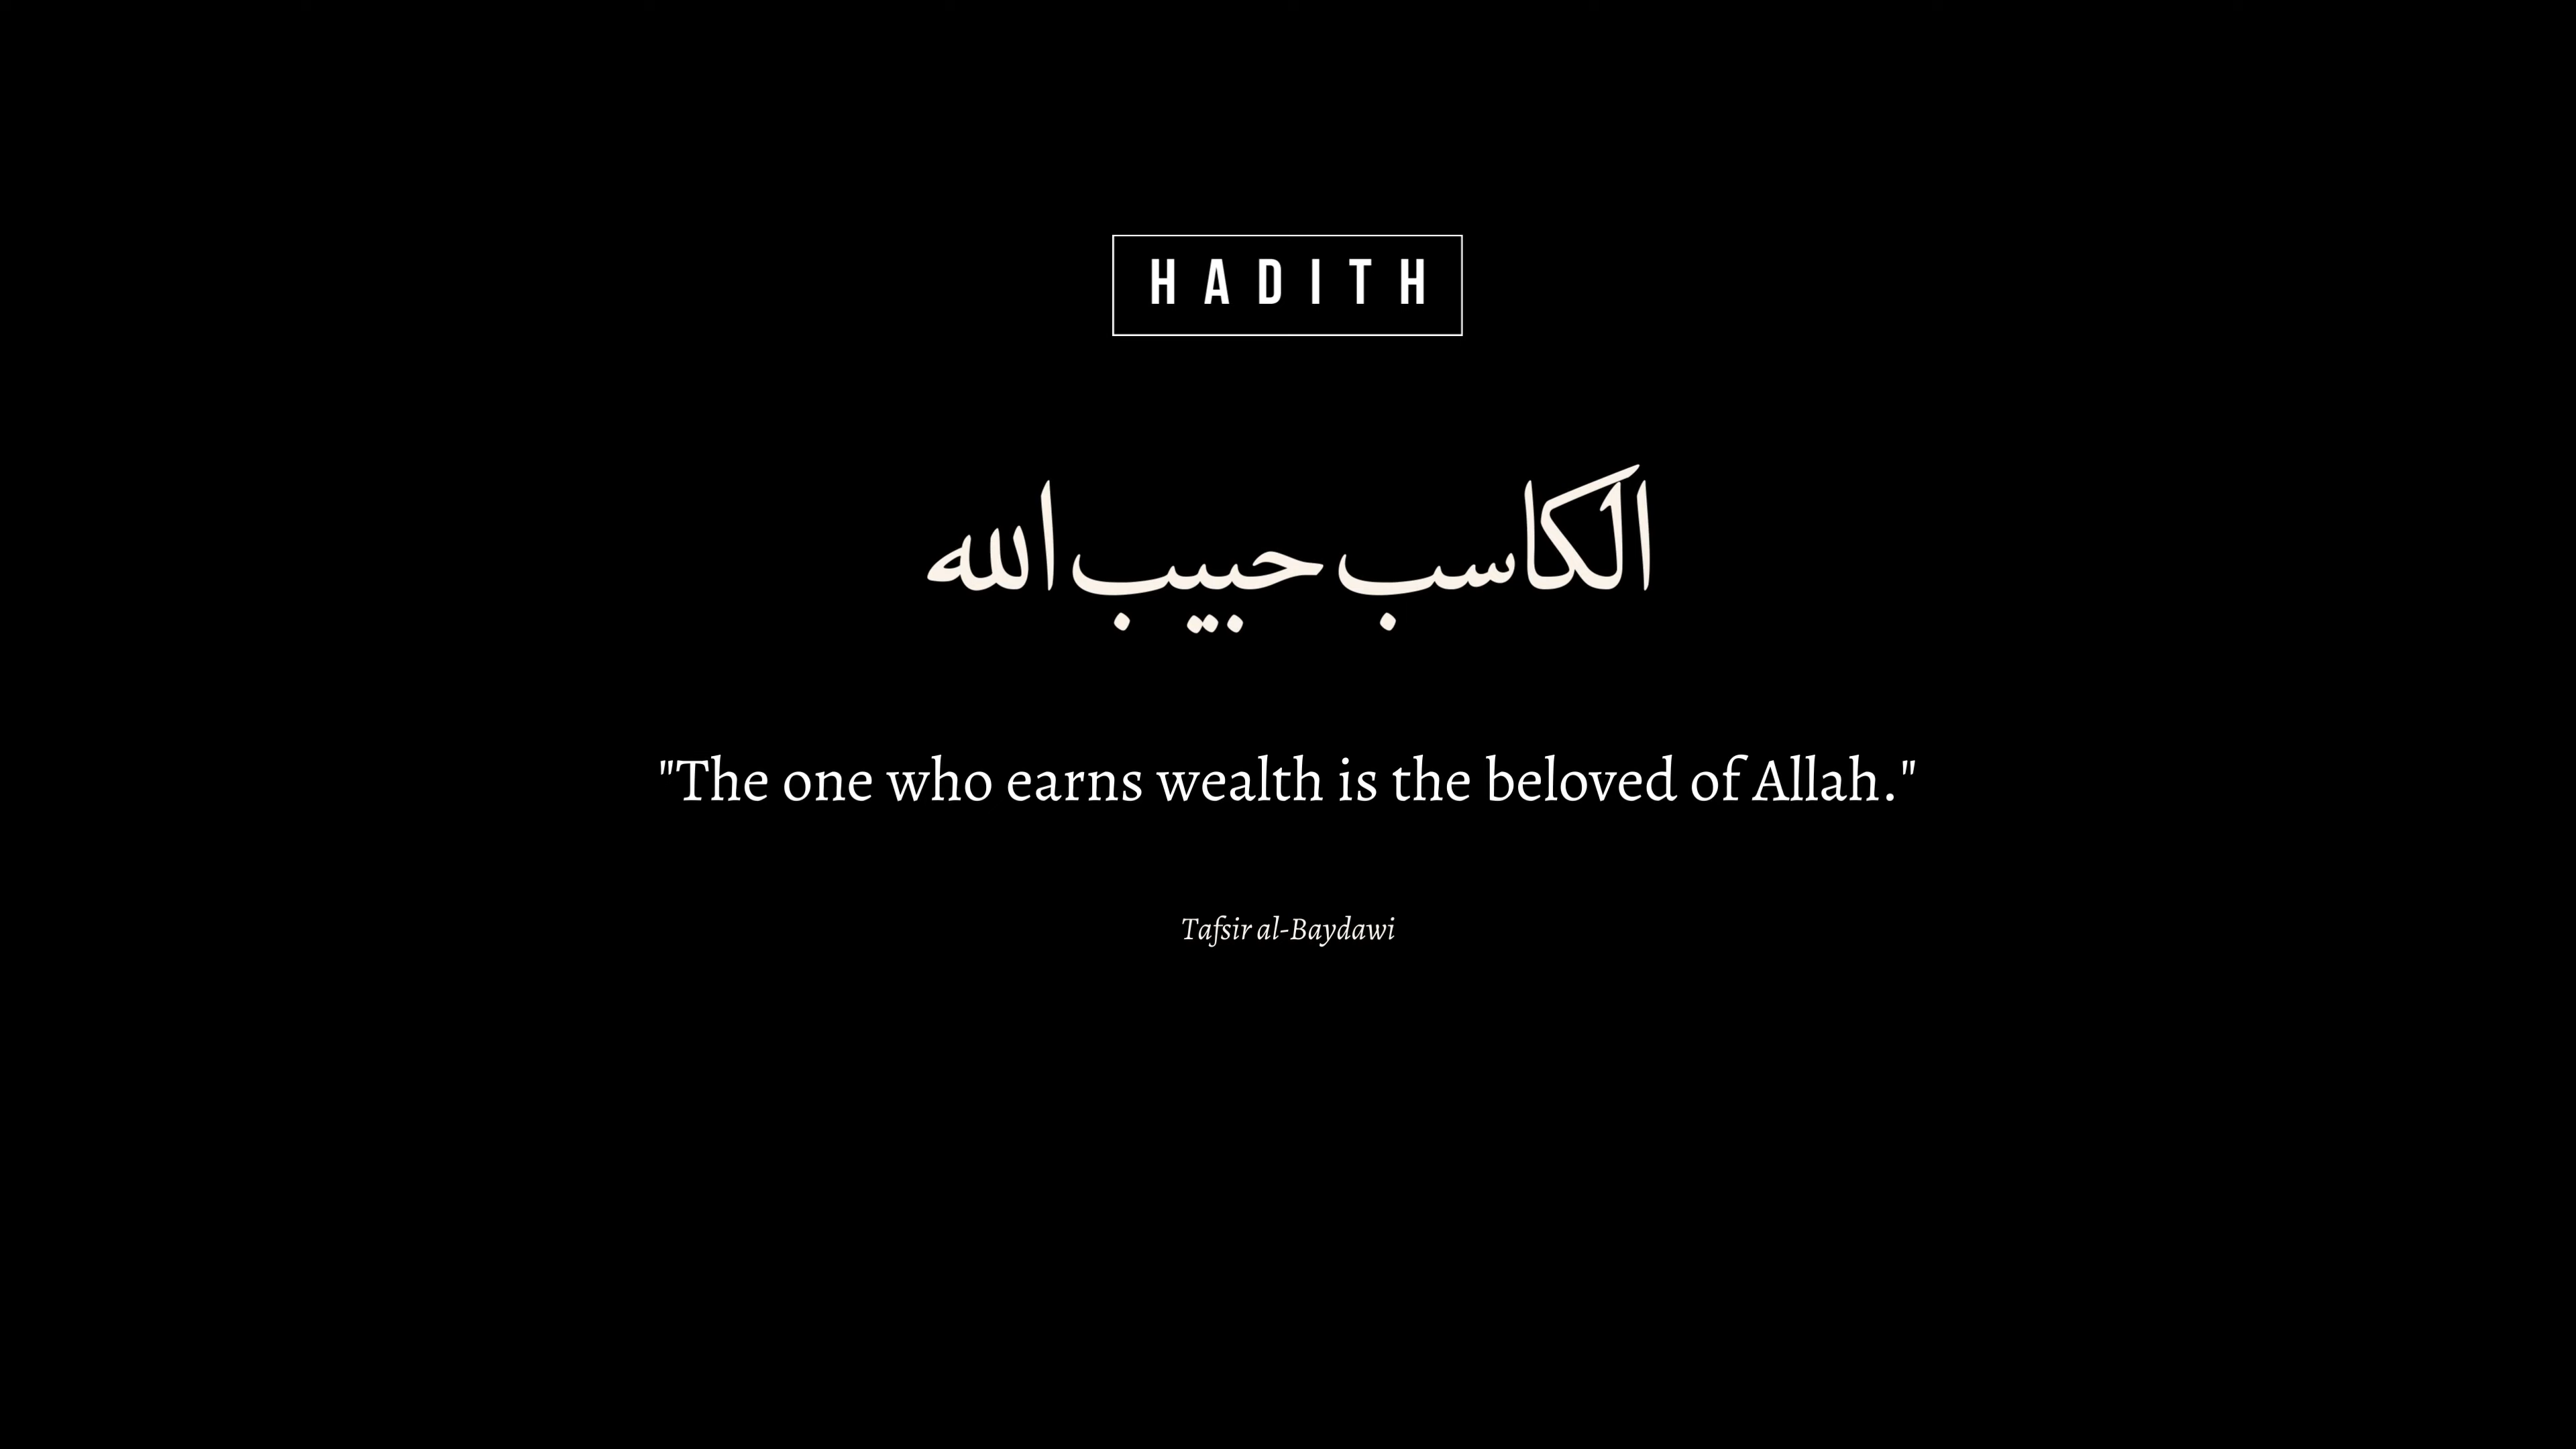 HADITH
الكاسب حبيب الله
"The one who earns wealth is the beloved of Allah."
Tafsir al-Baydawi